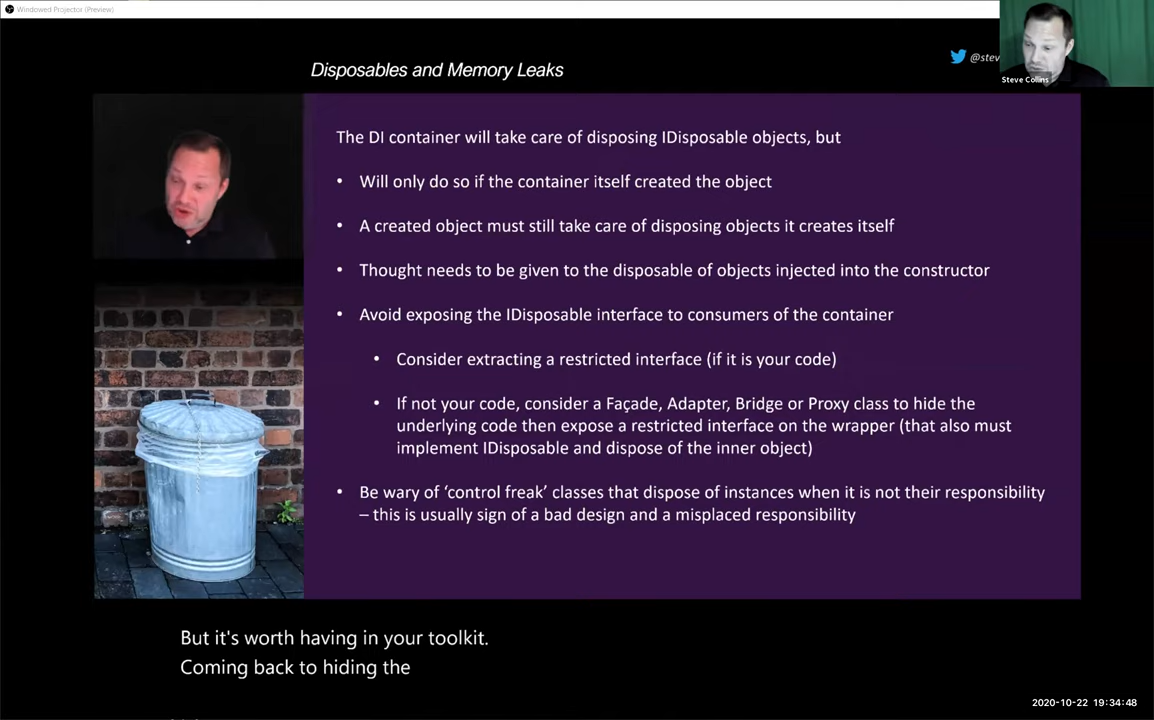 Windowed Projector (Preview)
Disposables and Memory Leaks
@stev
Steve Collins
The DI container will take care of disposing IDisposable objects, but
• Will only do so if the container itself created the object
• A created object must still take care of disposing objects it creates itself
• Thought needs to be given to the disposable of objects injected into the constructor
• Avoid exposing the IDisposable interface to consumers of the container
• Consider extracting a restricted interface (if it is your code)
• If not your code, consider a Façade, Adapter, Bridge or Proxy class to hide the
underlying code then expose a restricted interface on the wrapper (that also must
implement IDisposable and dispose of the inner object)
• Be wary of ‘control freak’ classes that dispose of instances when it is not their responsibility
– this is usually sign of a bad design and a misplaced responsibility
But it's worth having in your toolkit.
Coming back to hiding the
2020-10-22 19:34:48